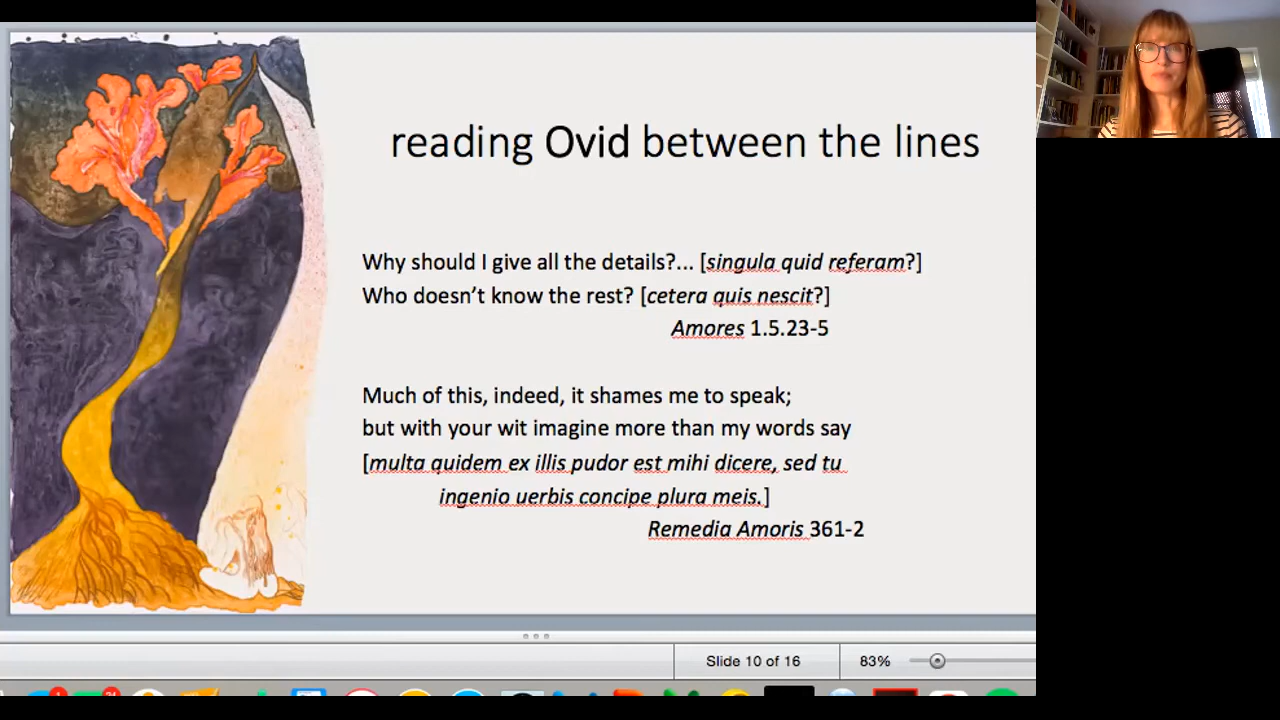 reading Ovid between the lines
Why should I give all the details?... [singula quid referam?]
Who doesn't know the rest? [cetera quis nescit?]
Amores 1.5.23-5
Much of this, indeed, it shames me to speak;
but with your wit imagine more than my words say
[multa quidem ex illis pudor est mihi dicere, sed tu
ingenio uerbis concipe plura meis.]
Remedia Amoris 361-2
Slide 10 of 16
83%